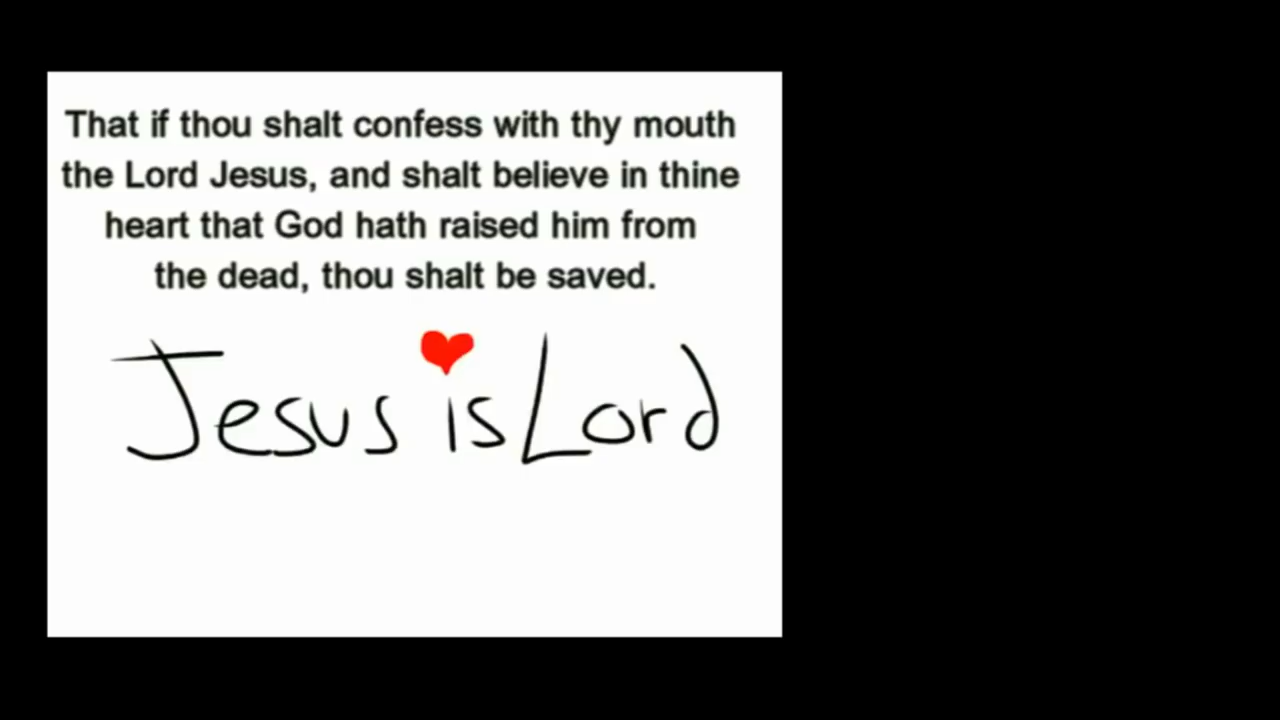 That if thou shalt confess with thy mouth
the Lord Jesus, and shalt believe in thine
heart that God hath raised him from
the dead, thou shalt be saved.
Jesus is Lord